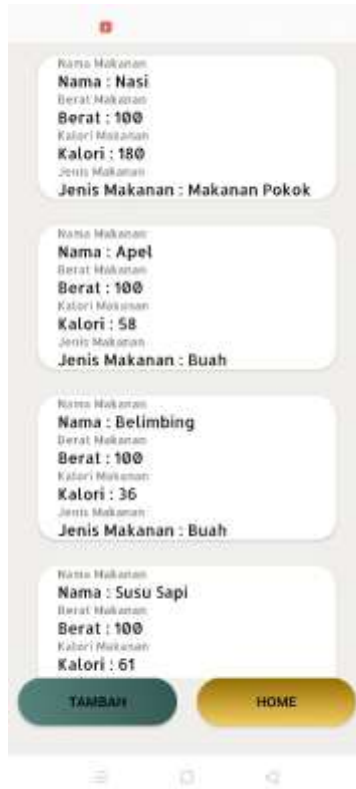 Nama Makanan
Nama : Nasi
Berat Makanan
Berat : 100
Kalori Makanan
Kalori : 180
Jenis Makanan
Jenis Makanan : Makanan Pokok
Nama Makanan
Nama : Apel
Berat Makanan
Berat : 100
Kalori Makanan
Kalori : 58
Jenis Makanan
Jenis Makanan : Buah
Nama Makanan
Nama : Belimbing
Berat Makanan
Berat : 100
Kalori Makanan
Kalori : 36
Jenis Makanan
Jenis Makanan : Buah
Nama Makanan
Nama : Susu Sapi
Berat Makanan
Berat : 100
Kalori Makanan
Kalori : 61
TAMBAH
HOME